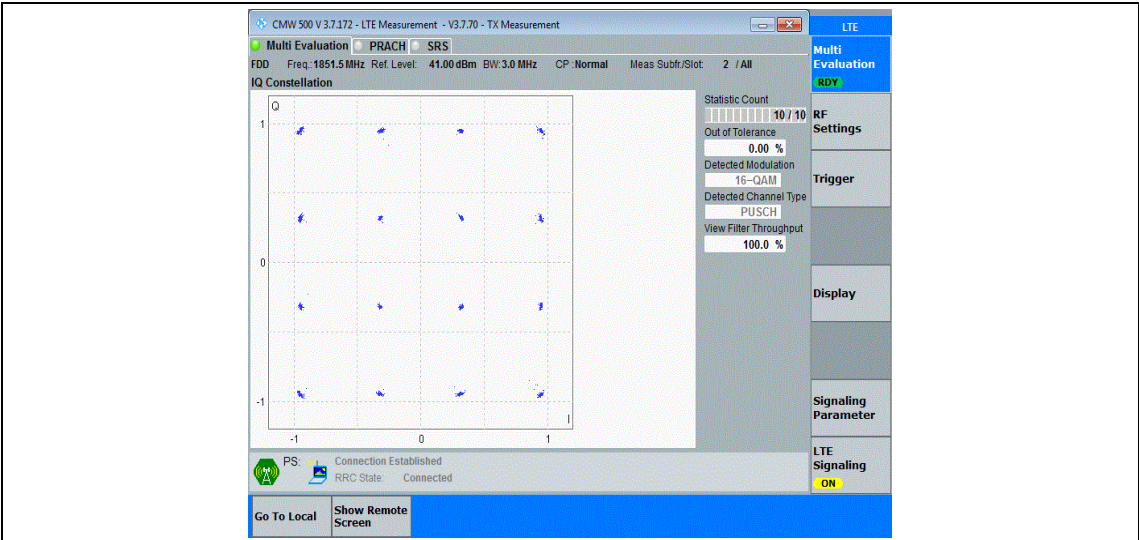 CMW 500 V 3.7.172 - LTE Measurement - V3.7.70 - TX Measurement
LTE
Multi Evaluation PRACH SRS
FDD Freq.:1851.5 MHz Ref. Level: 41.00 dBm BW:3.0 MHz CP :Normal Meas Subfr./Slot: 2 / All
IQ Constellation
Q
1
0
-1
I
-1 0 1
Statistic Count
10 / 10
Out of Tolerance
0.00 %
Detected Modulation
16-QAM
Detected Channel Type
PUSCH
View Filter Throughput
100.0 %
Multi
Evaluation
RDY
RF
Settings
Trigger
Display
Signaling
Parameter
LTE
Signaling
ON
PS: Connection Established
RRC State: Connected
Go To Local
Show Remote
Screen